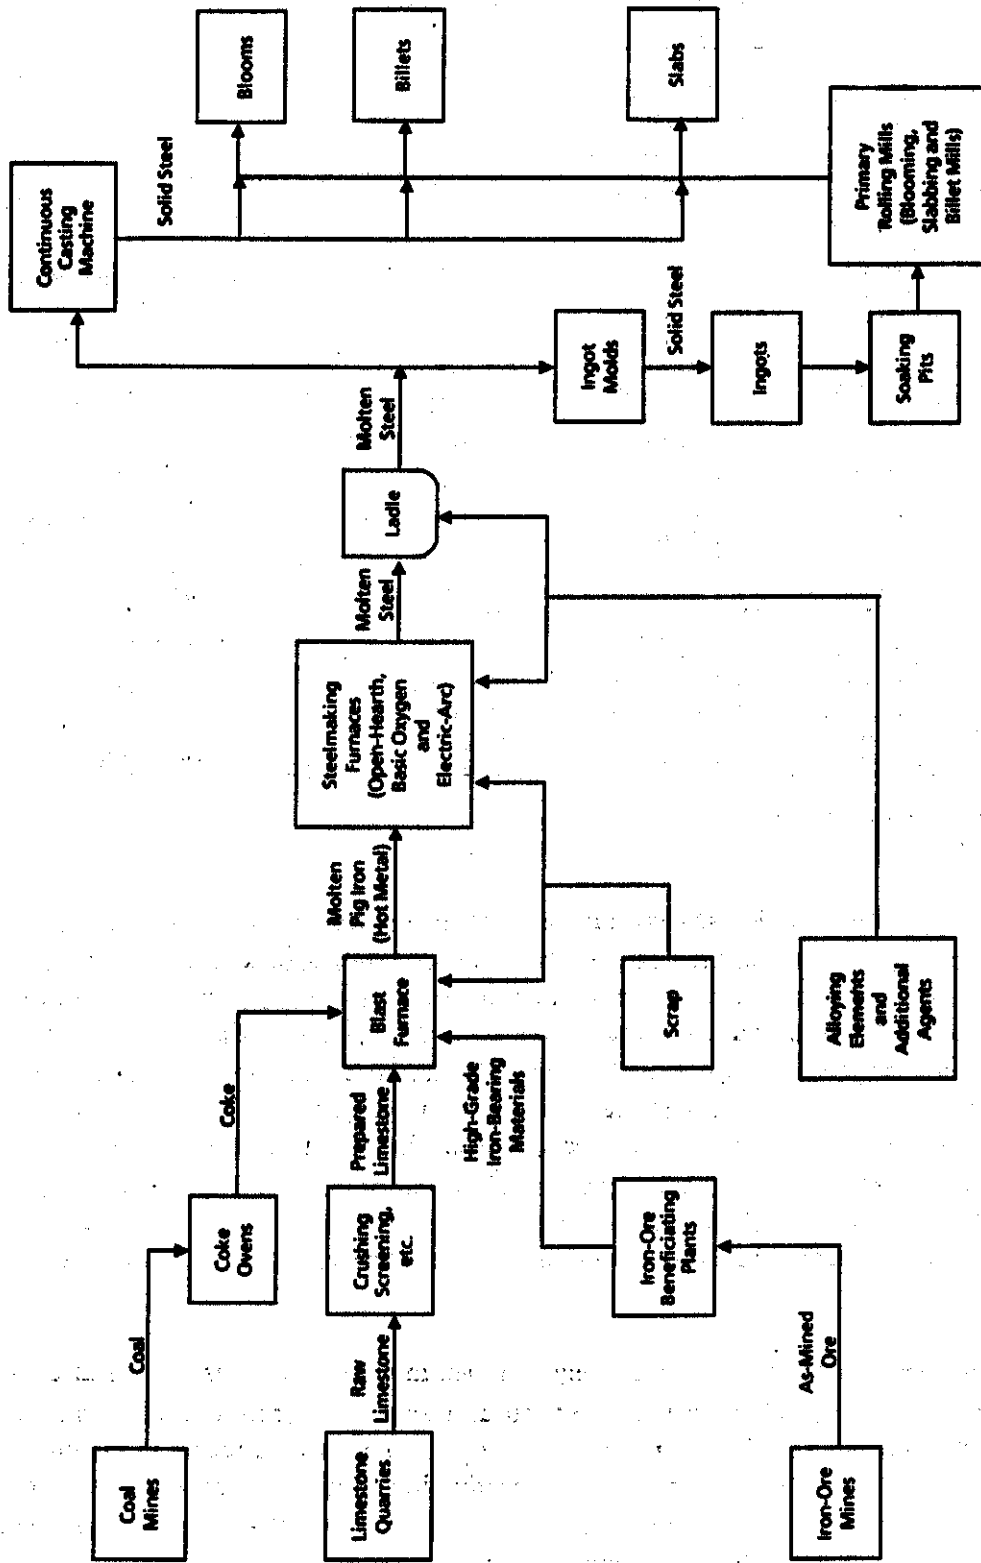 Coal
Mines
Coal
Coke
Ovens
Coke
Limestone
Quarries
Raw
Limestone
Crushing
Screening,
etc.
Prepared
Limestone
Iron-Ore
Mines
As-Mined
Ore
Iron-Ore
Beneficiating
Plants
High-Grade
Iron-Bearing
Materials
Blast
Furnace
Scrap
Molten
Pig Iron
(Hot Metal)
Steelmaking
Furnaces
(Open-Hearth,
Basic Oxygen
and
Electric-Arc)
Alloying
Elements
and
Additional
Agents
Molten
Steel
Ladle
Molten
Steel
Continuous
Casting
Machine
Solid Steel
Ingot
Molds
Solid Steel
Ingots
Soaking
Pits
Primary
Rolling Mills
(Blooming,
Slabbing and
Billet Mills)
Blooms
Billets
Slabs